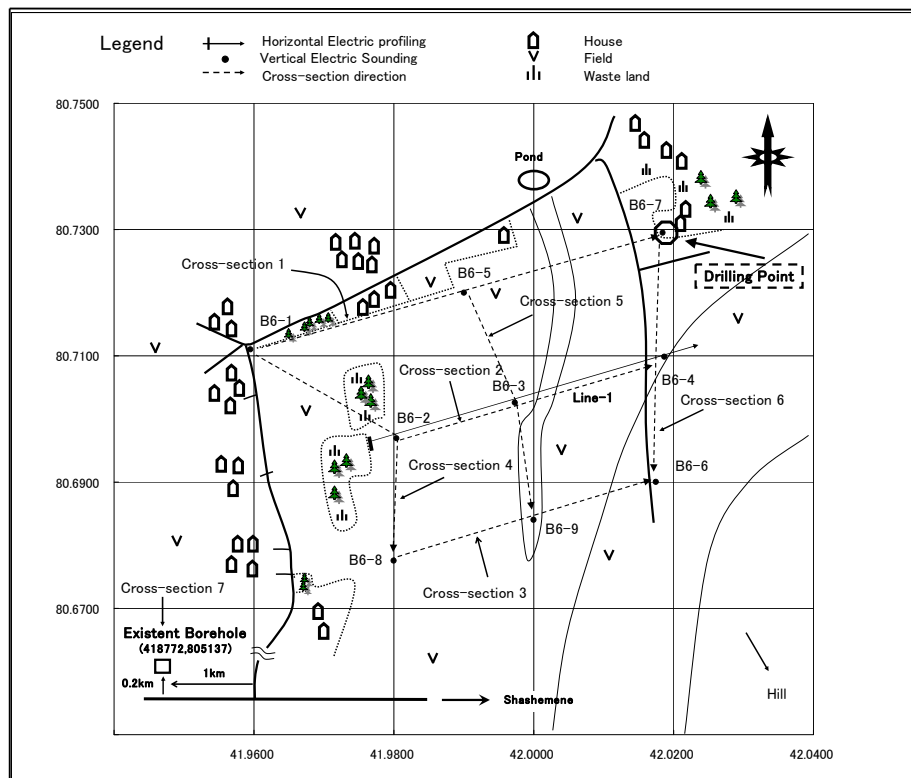 Legend
Horizontal Electric profiling
Vertical Electric Sounding
Cross-section direction
House
Field
Waste land
80.7500
Pond
80.7300
B6-7
Cross-section 1
B6-5
Drilling Point
Cross-section 5
B6-1
80.7100
Cross-section 2
B6-3
B6-4
Line-1
Cross-section 6
B6-2
Cross-section 4
B6-6
80.6900
B6-9
B6-8
Cross-section 7
Cross-section 3
80.6700
Existent Borehole
(418772,805137)
1km
0.2km
Shashemene
Hill
41.9600
41.9800
42.0000
42.0200
42.0400